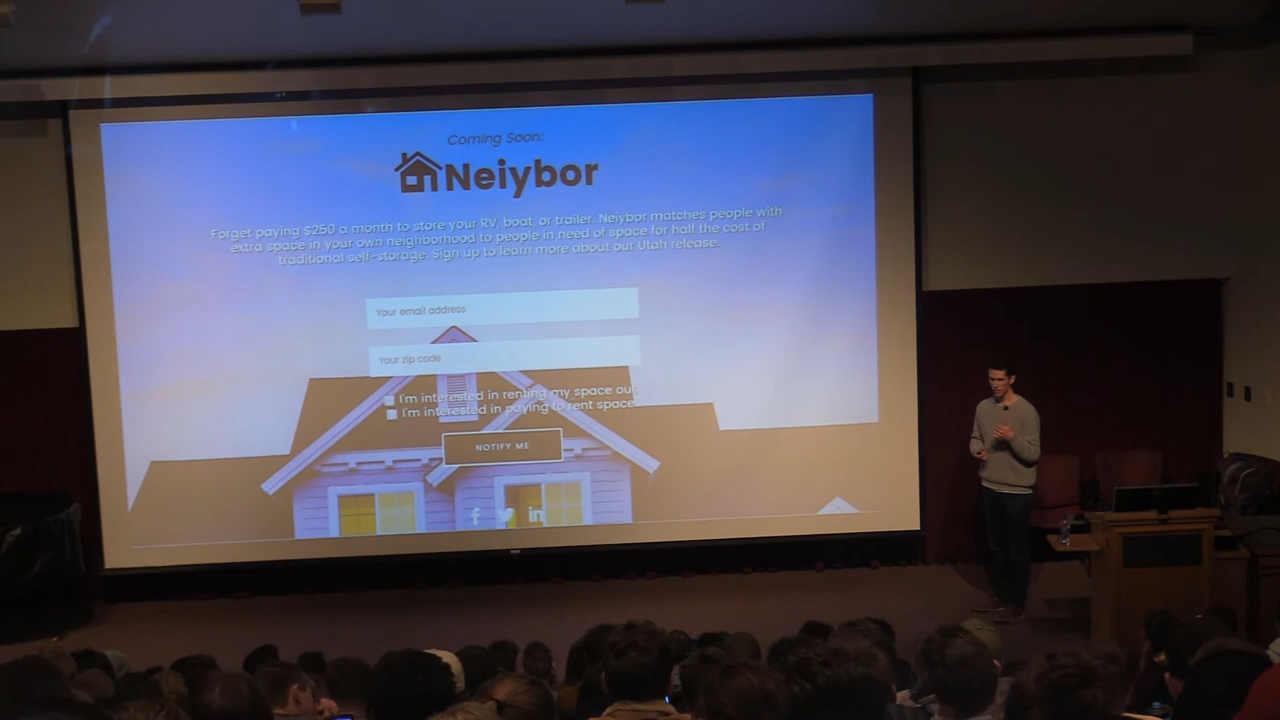 Coming Soon:
Neiybor
Forget paying $250 a month to store your RV, boat, or trailer. Neiybor matches people with
extra space in your own neighborhood to people in need of space for half the cost of
traditional self-storage. Sign up to learn more about our Utah release.
Your email address
Your zip code
I'm interested in renting my space out
I'm interested in paying to rent space
NOTIFY ME
f in